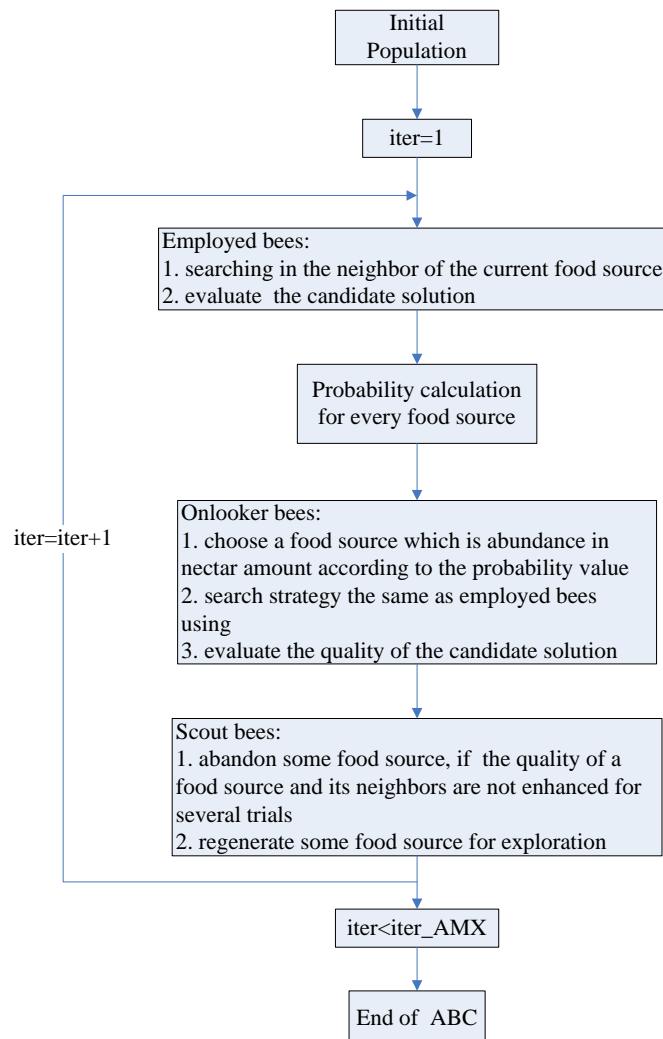 Initial
Population
iter=1
Employed bees:
1. searching in the neighbor of the current food source
2. evaluate the candidate solution
Probability calculation
for every food source
Onlooker bees:
1. choose a food source which is abundance in
nectar amount according to the probability value
2. search strategy the same as employed bees
using
3. evaluate the quality of the candidate solution
iter=iter+1
Scout bees:
1. abandon some food source, if the quality of a
food source and its neighbors are not enhanced for
several trials
2. regenerate some food source for exploration
iter<iter_AMX
End of ABC